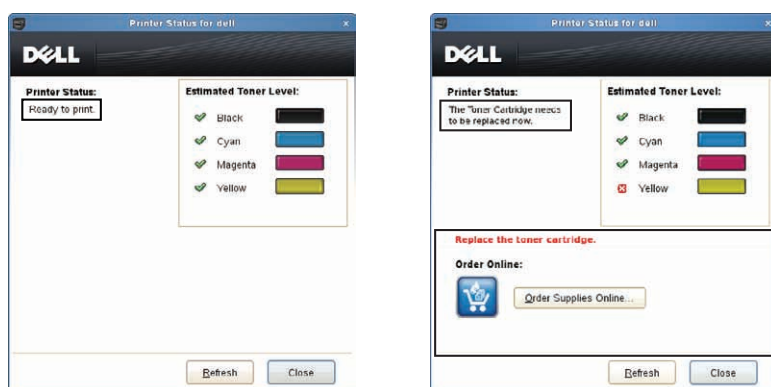 Printer Status for dell
DELL
Printer Status:
Ready to print.
Estimated Toner Level:
Black
Cyan
Magenta
Yellow
Refresh
Close
Printer Status for dell
DELL
Printer Status:
The Toner Cartridge needs
to be replaced now.
Estimated Toner Level:
Black
Cyan
Magenta
Yellow
Replace the toner cartridge.
Order Online:
Order Supplies Online...
Refresh
Close